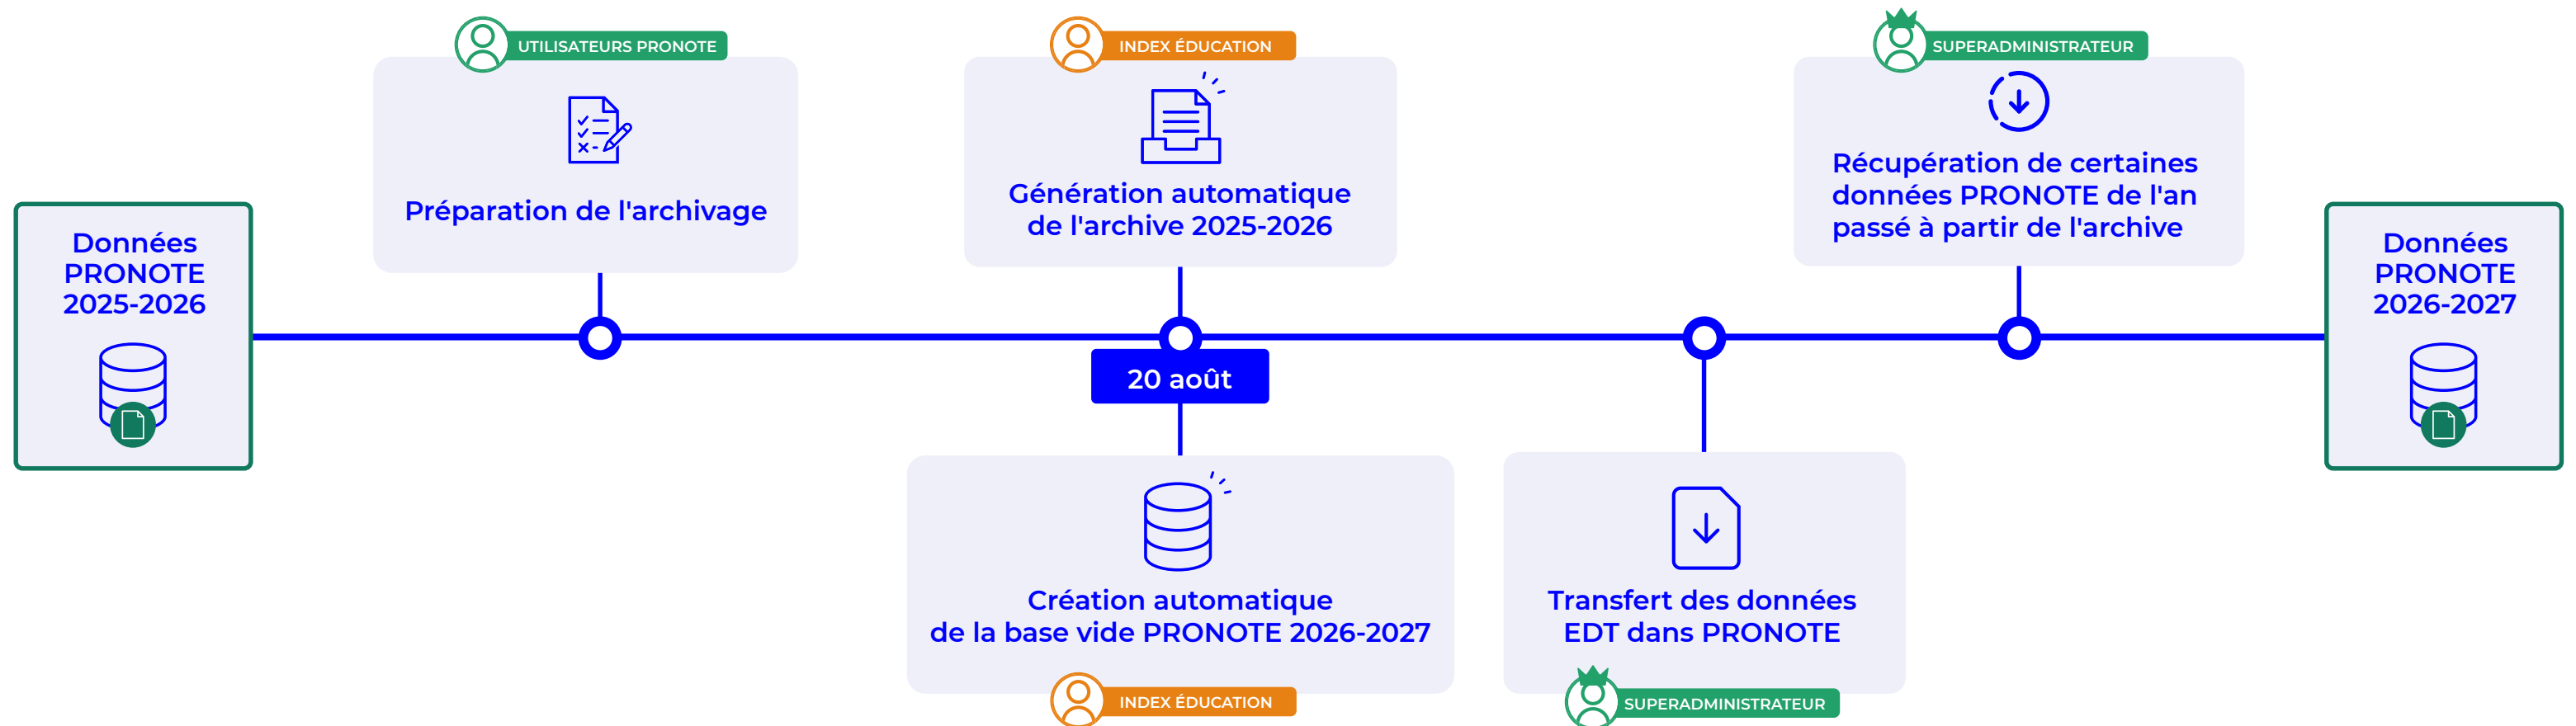 Données
PRONOTE
2025-2026
UTILISATEURS PRONOTE
Préparation de l'archivage
INDEX ÉDUCATION
Génération automatique
de l'archive 2025-2026
20 août
Création automatique
de la base vide PRONOTE 2026-2027
INDEX ÉDUCATION
Transfert des données
EDT dans PRONOTE
SUPERADMINISTRATEUR
SUPERADMINISTRATEUR
Récupération de certaines
données PRONOTE de l'an
passé à partir de l'archive
Données
PRONOTE
2026-2027